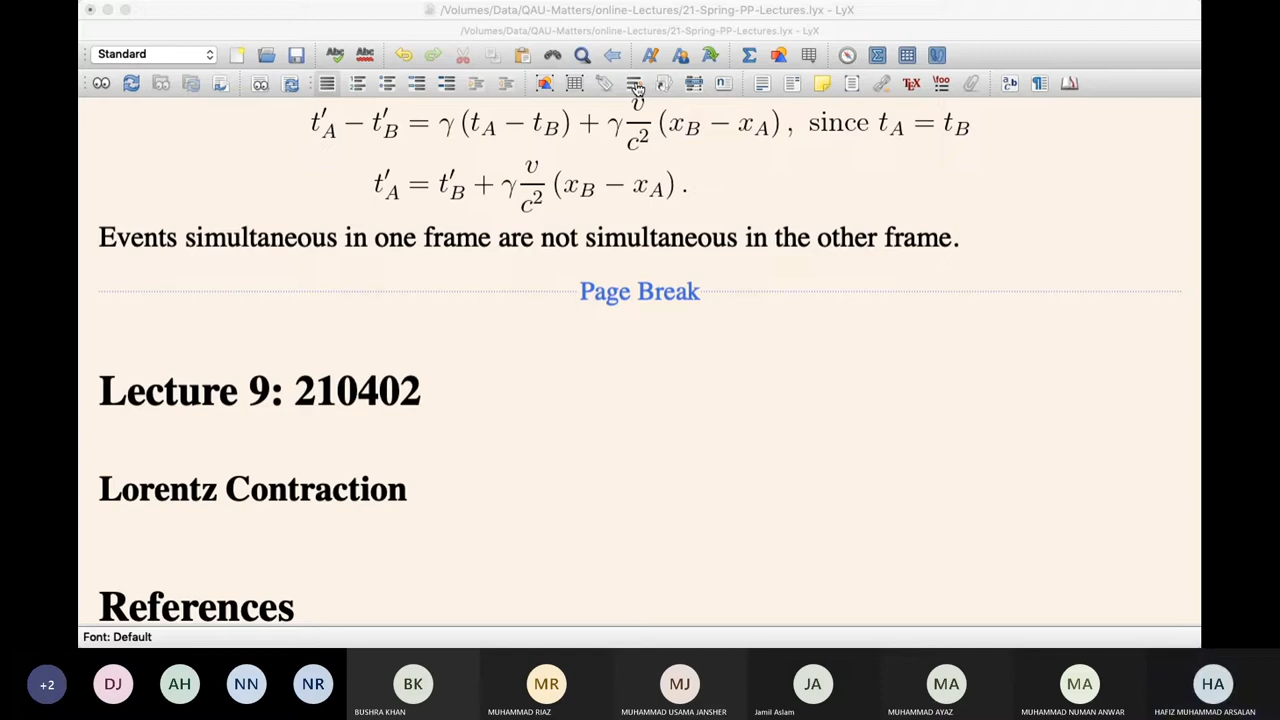 /Volumes/Data/QAU-Matters/online-Lectures/21-Spring-PP-Lectures.lyx - LyX
/Volumes/Data/QAU-Matters/online-Lectures/21-Spring-PP-Lectures.lyx - LyX
Standard
t′_A − t′_B = γ (t_A − t_B) + γ v/c² (x_B − x_A) , since t_A = t_B
t′_A = t′_B + γ v/c² (x_B − x_A) .
Events simultaneous in one frame are not simultaneous in the other frame.
Page Break
Lecture 9: 210402
Lorentz Contraction
References
Font: Default
+2 DJ AH NN NR BK MR MJ JA MA MA HA
BUSHRA KHAN MUHAMMAD RIAZ MUHAMMAD USAMA JANSHER Jamil Aslam MUHAMMAD AYAZ MUHAMMAD NUMAN ANWAR HAFIZ MUHAMMAD ARSALAN